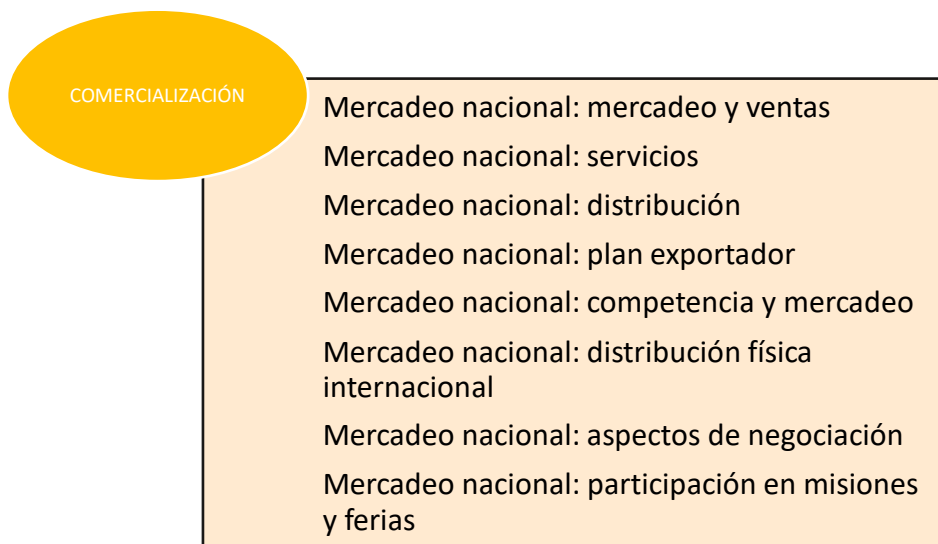 COMERCIALIZACIÓN
Mercadeo nacional: mercadeo y ventas
Mercadeo nacional: servicios
Mercadeo nacional: distribución
Mercadeo nacional: plan exportador
Mercadeo nacional: competencia y mercadeo
Mercadeo nacional: distribución física
internacional
Mercadeo nacional: aspectos de negociación
Mercadeo nacional: participación en misiones
y ferias